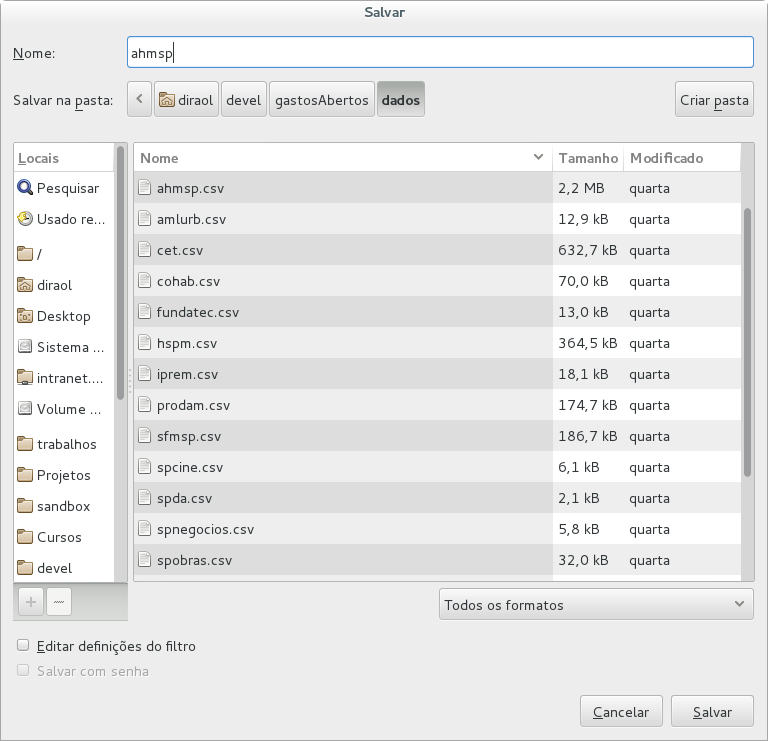 Salvar
Nome: ahmsp
Salvar na pasta: diraol devel gastosAbertos dados Criar pasta
Locais Nome Tamanho Modificado
Pesquisar ahmsp.csv 2,2 MB quarta
Usado re... amlurb.csv 12,9 kB quarta
/ cet.csv 632,7 kB quarta
diraol cohab.csv 70,0 kB quarta
Desktop fundatec.csv 13,0 kB quarta
Sistema ... hspm.csv 364,5 kB quarta
intranet.... iprem.csv 18,1 kB quarta
Volume ... prodam.csv 174,7 kB quarta
trabalhos sfmsp.csv 186,7 kB quarta
Projetos spcine.csv 6,1 kB quarta
sandbox spda.csv 2,1 kB quarta
Cursos spnegocios.csv 5,8 kB quarta
devel spobras.csv 32,0 kB quarta
Todos os formatos
Editar definições do filtro
Salvar com senha
Cancelar Salvar